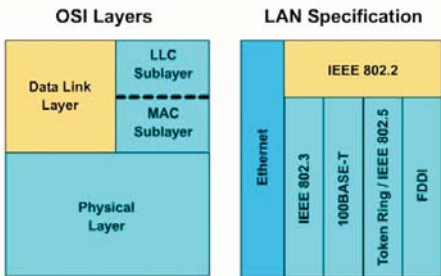 OSI Layers
LAN Specification
Data Link
Layer
LLC
Sublayer
MAC
Sublayer
Physical
Layer
Ethernet
IEEE 802.2
IEEE 802.3
100BASE-T
Token Ring / IEEE 802.5
FDDI